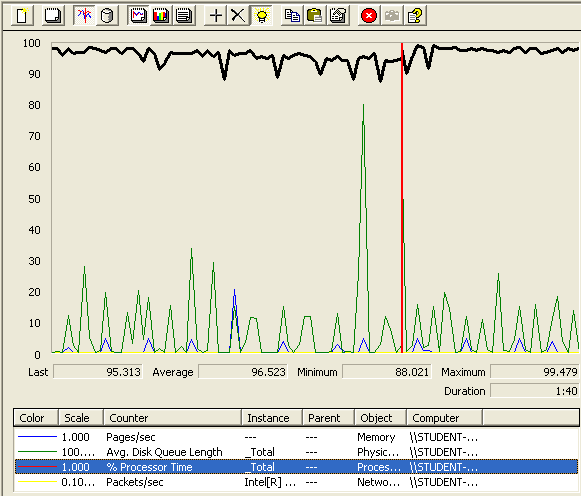 100
90
80
70
60
50
40
30
20
10
0
Last 95.313 Average 96.523 Minimum 88.021 Maximum 99.479
Duration 1:40
Color Scale Counter Instance Parent Object Computer
1.000 Pages/sec --- --- Memory \\STUDENT-...
100.... Avg. Disk Queue Length _Total --- Physic... \\STUDENT-...
1.000 % Processor Time _Total --- Proces... \\STUDENT-...
0.10... Packets/sec Intel[R] ... --- Netwo... \\STUDENT-...